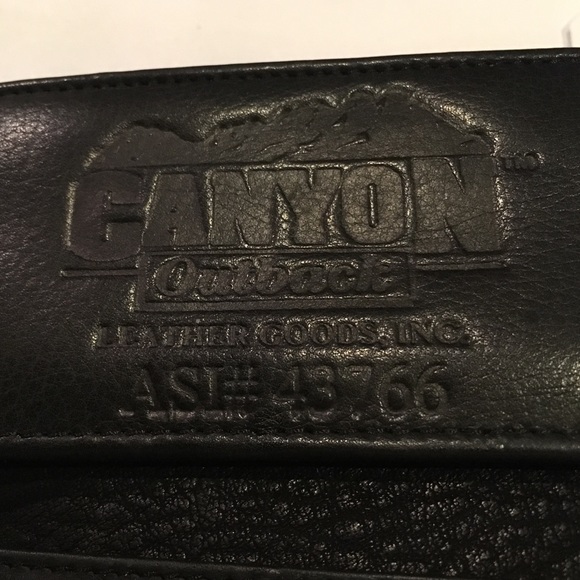 CANYON™
Outback
LEATHER GOODS, INC.
ASI# 43766